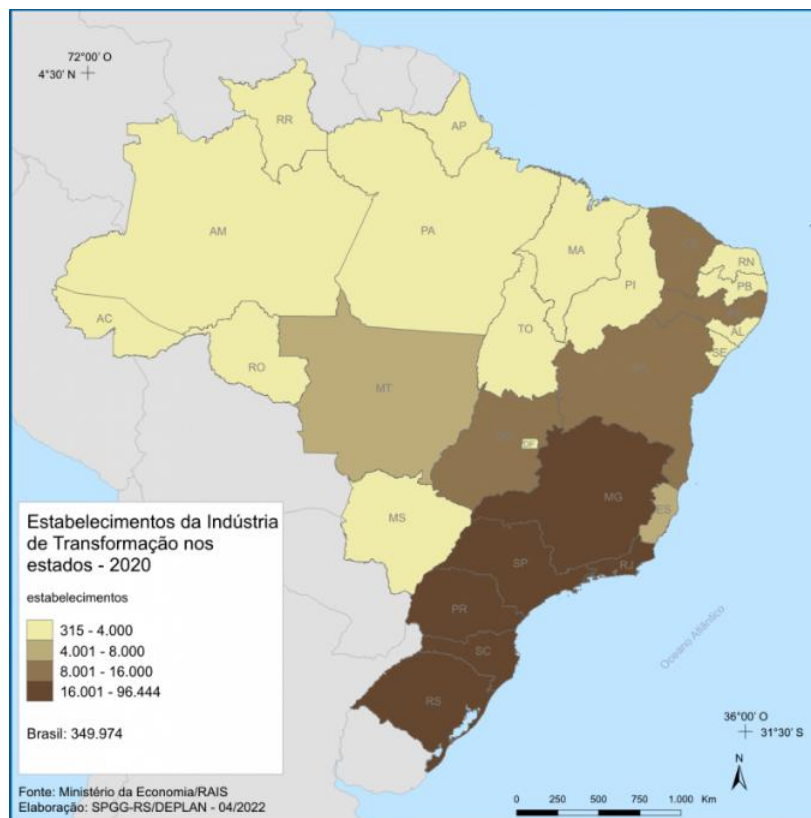 72°00' O
4°30' N
RR
AP
AM
PA
MA
RN
PB
PI
AC
TO
AL
SE
RO
MT
DF
MG
ES
MS
SP
RJ
PR
SC
RS
Oceano Atlântico
Estabelecimentos da Indústria
de Transformação nos
estados - 2020
estabelecimentos
315 - 4.000
4.001 - 8.000
8.001 - 16.000
16.001 - 96.444
Brasil: 349.974
36°00' O
31°30' S
N
Fonte: Ministério da Economia/RAIS
Elaboração: SPGG-RS/DEPLAN - 04/2022
0 250 500 750 1.000 Km